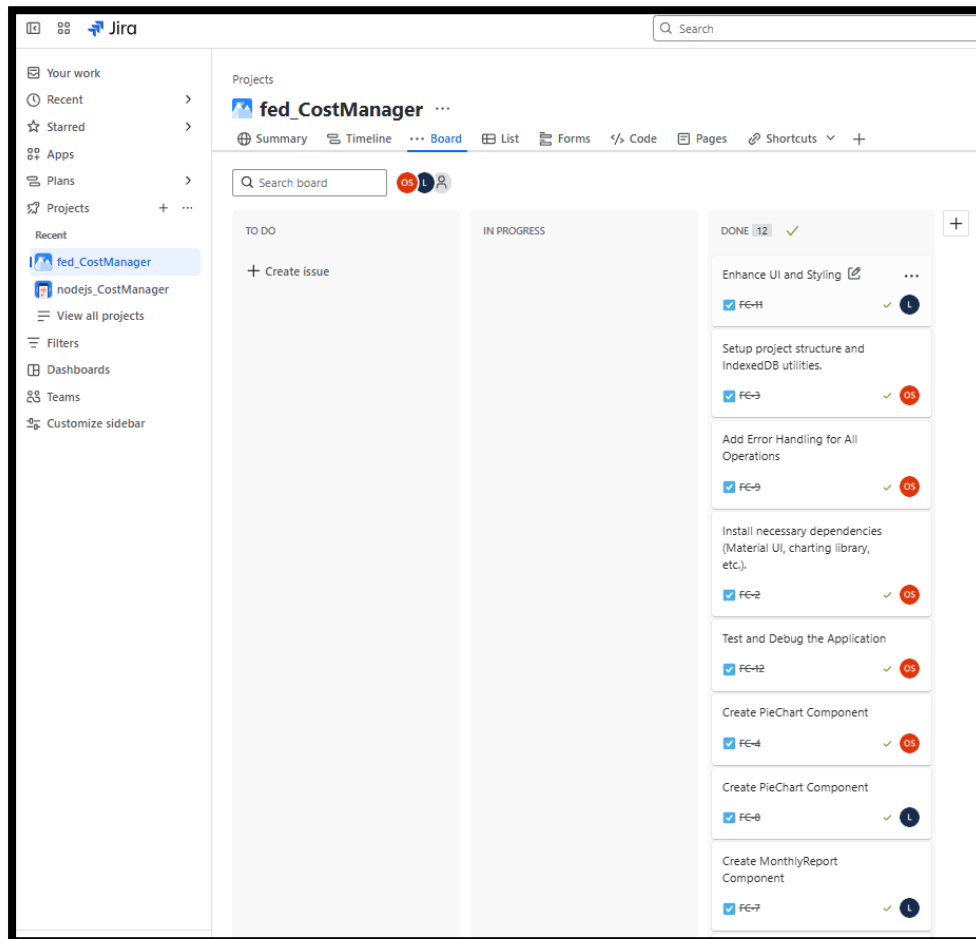 Jira
Search
Your work
Recent
Starred
Apps
Plans
Projects
Recent
fed_CostManager
nodejs_CostManager
View all projects
Filters
Dashboards
Teams
Customize sidebar
Projects
fed_CostManager
Summary Timeline Board List Forms Code Pages Shortcuts
Search board
OS L
TO DO
Create issue
IN PROGRESS
DONE 12
Enhance UI and Styling
FC-11 L
Setup project structure and
IndexedDB utilities.
FC-3 OS
Add Error Handling for All
Operations
FC-9 OS
Install necessary dependencies
(Material UI, charting library,
etc.).
FC-2 OS
Test and Debug the Application
FC-12 OS
Create PieChart Component
FC-4 OS
Create PieChart Component
FC-8 L
Create MonthlyReport
Component
FC-7 L